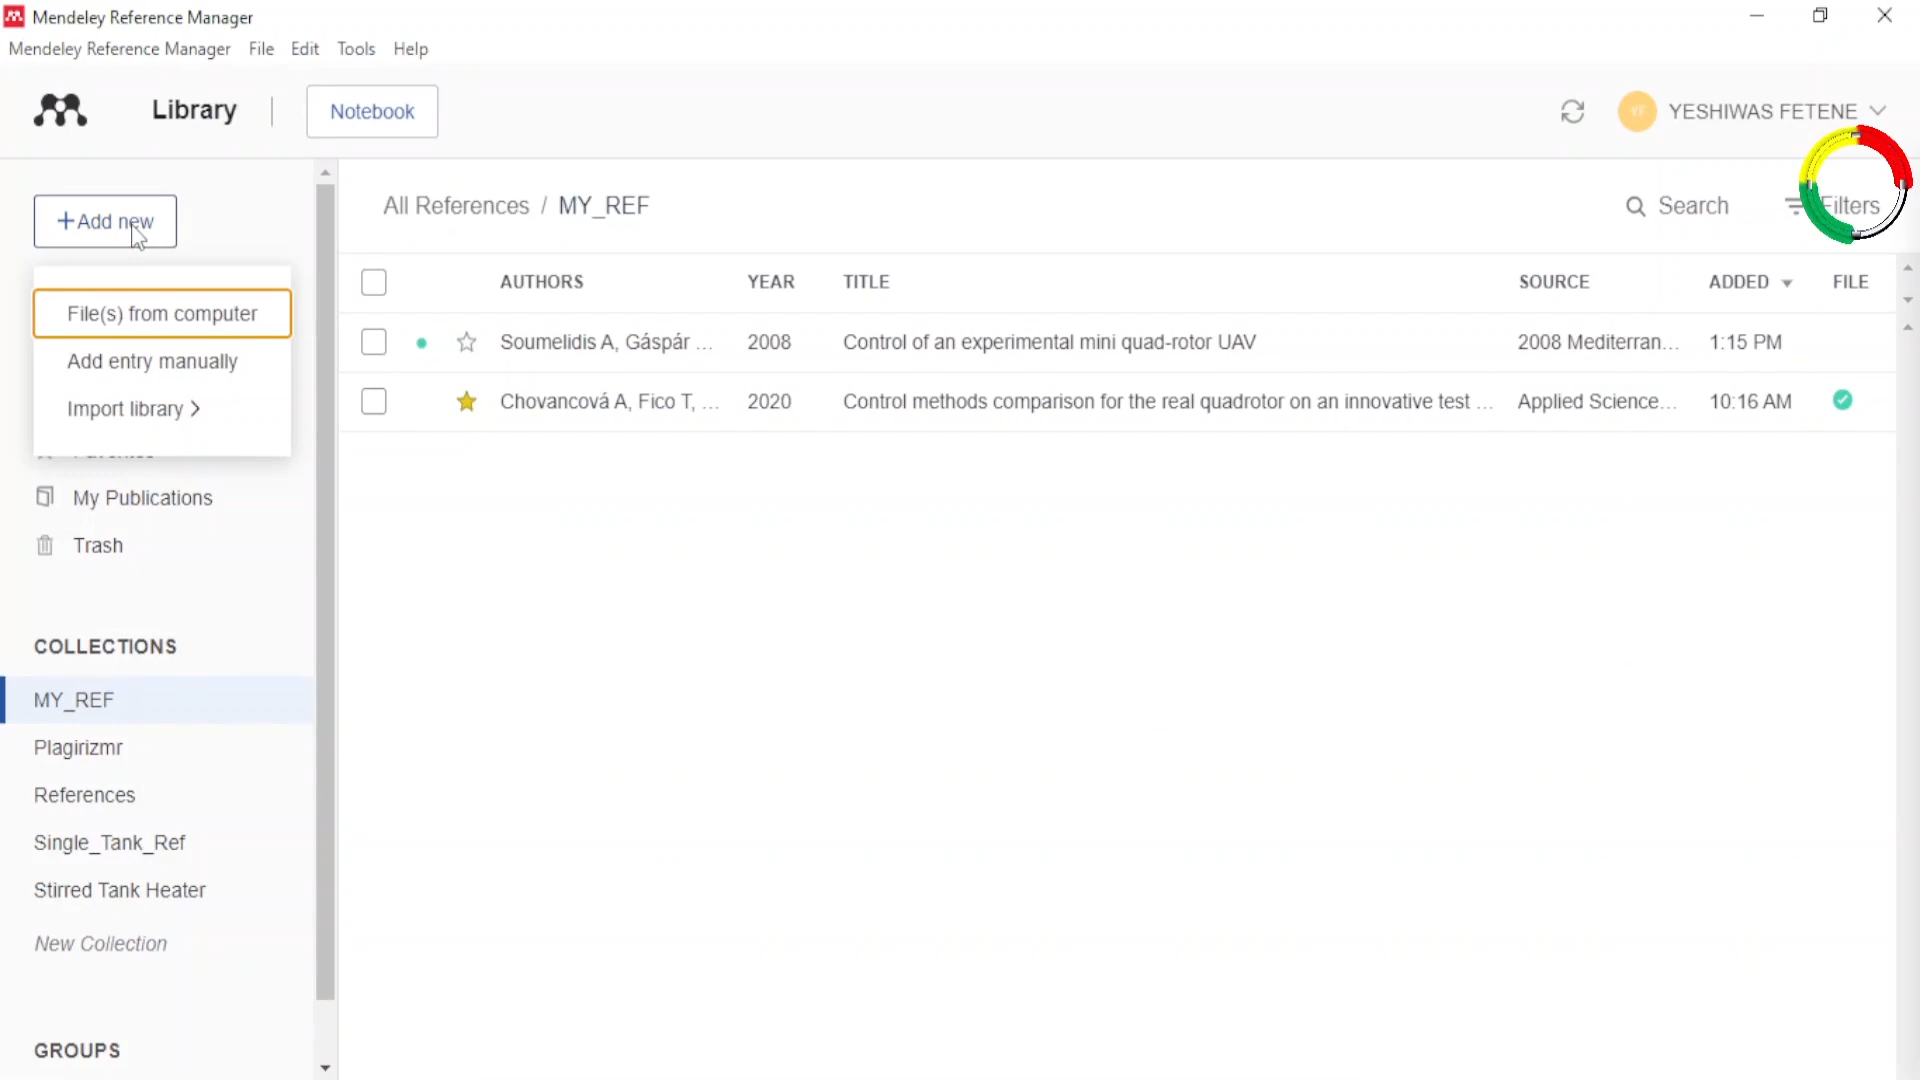 Mendeley Reference Manager
Mendeley Reference Manager File Edit Tools Help
Library
Notebook
YESHIWAS FETENE
+Add new
File(s) from computer
Add entry manually
Import library
My Publications
Trash
COLLECTIONS
MY_REF
Plagirizmr
References
Single_Tank_Ref
Stirred Tank Heater
New Collection
GROUPS
All References / MY_REF
Search
Filters
AUTHORS YEAR TITLE SOURCE ADDED FILE
Soumelidis A, Gáspár ... 2008 Control of an experimental mini quad-rotor UAV 2008 Mediterran... 1:15 PM
Chovancová A, Fico T, ... 2020 Control methods comparison for the real quadrotor on an innovative test ... Applied Science... 10:16 AM